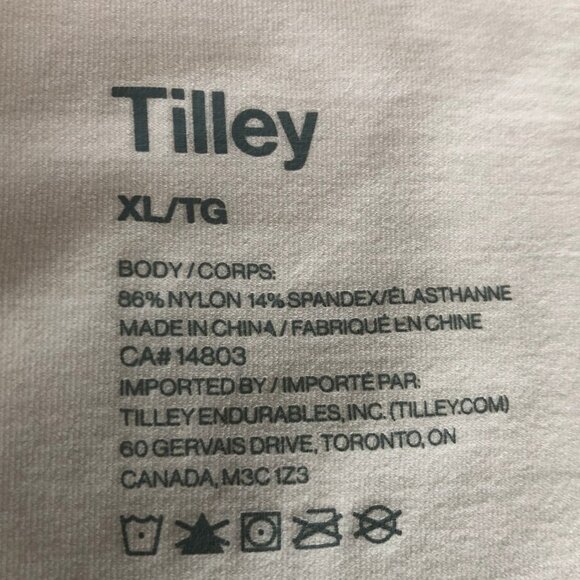 Tilley
XL/TG
BODY / CORPS:
86% NYLON 14% SPANDEX/ÉLASTHANNE
MADE IN CHINA / FABRIQUÉ EN CHINE
CA# 14803
IMPORTED BY / IMPORTÉ PAR:
TILLEY ENDURABLES, INC. (TILLEY.COM)
60 GERVAIS DRIVE, TORONTO, ON
CANADA, M3C 1Z3